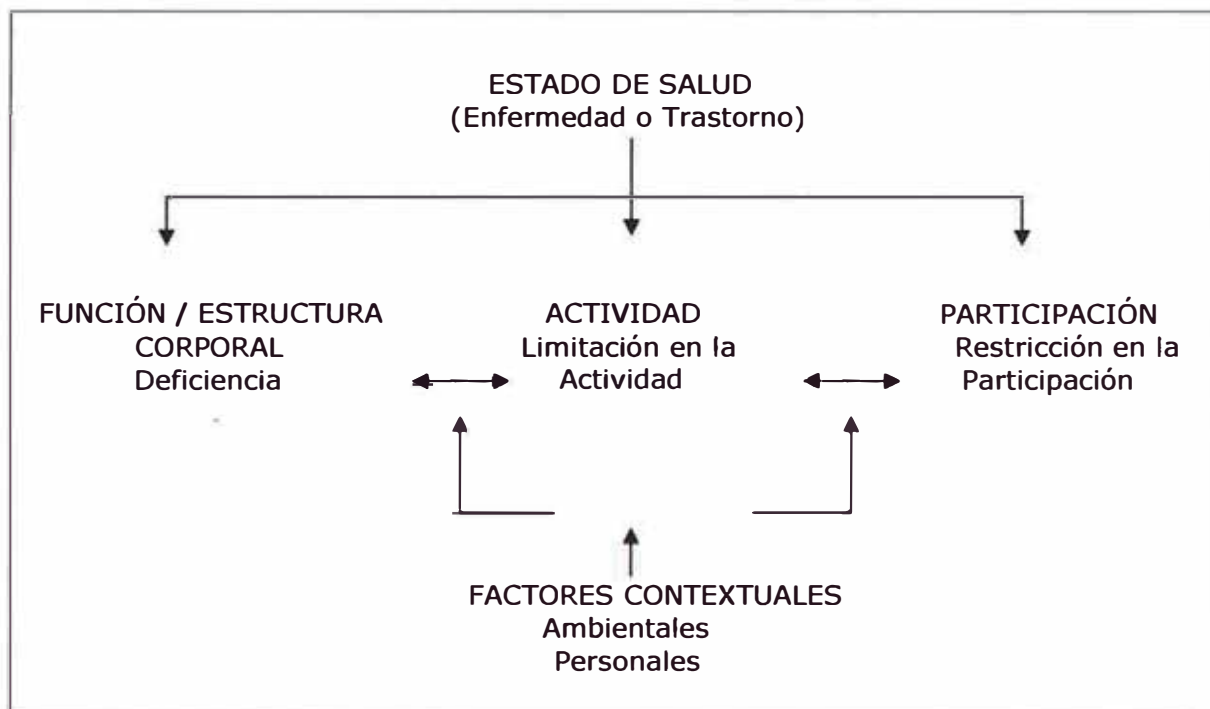 ESTADO DE SALUD
(Enfermedad o Trastorno)
FUNCIÓN / ESTRUCTURA
CORPORAL
Deficiencia
ACTIVIDAD
Limitación en la
Actividad
PARTICIPACIÓN
Restricción en la
Participación
FACTORES CONTEXTUALES
Ambientales
Personales